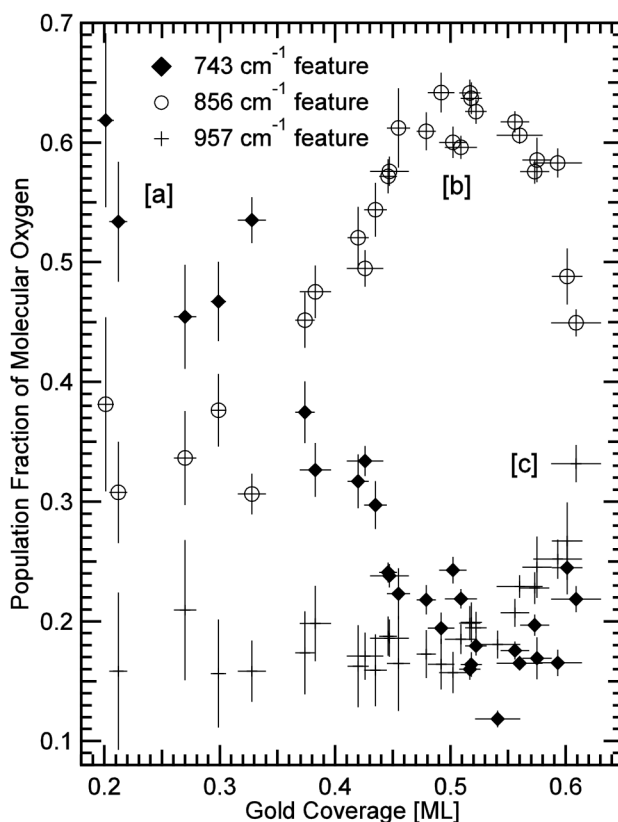 0.7
743 cm⁻¹ feature
856 cm⁻¹ feature
957 cm⁻¹ feature
0.6
[a]
[b]
0.5
0.4
[c]
0.3
0.2
0.1
Population Fraction of Molecular Oxygen
0.2 0.3 0.4 0.5 0.6
Gold Coverage [ML]